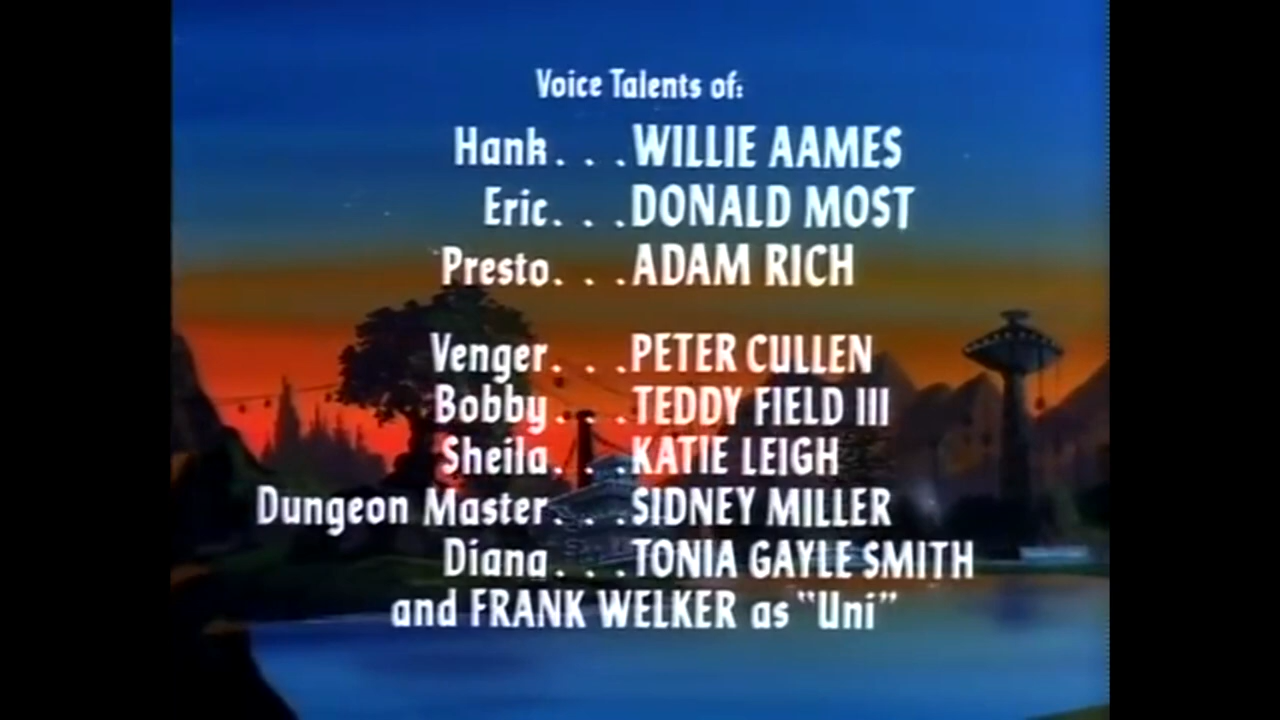 Voice Talents of:
Hank. . .WILLIE AAMES
Eric. . .DONALD MOST
Presto. . .ADAM RICH
Venger. . .PETER CULLEN
Bobby. . .TEDDY FIELD III
Sheila. . .KATIE LEIGH
Dungeon Master. . .SIDNEY MILLER
Diana. . .TONIA GAYLE SMITH
and FRANK WELKER as "Uni"